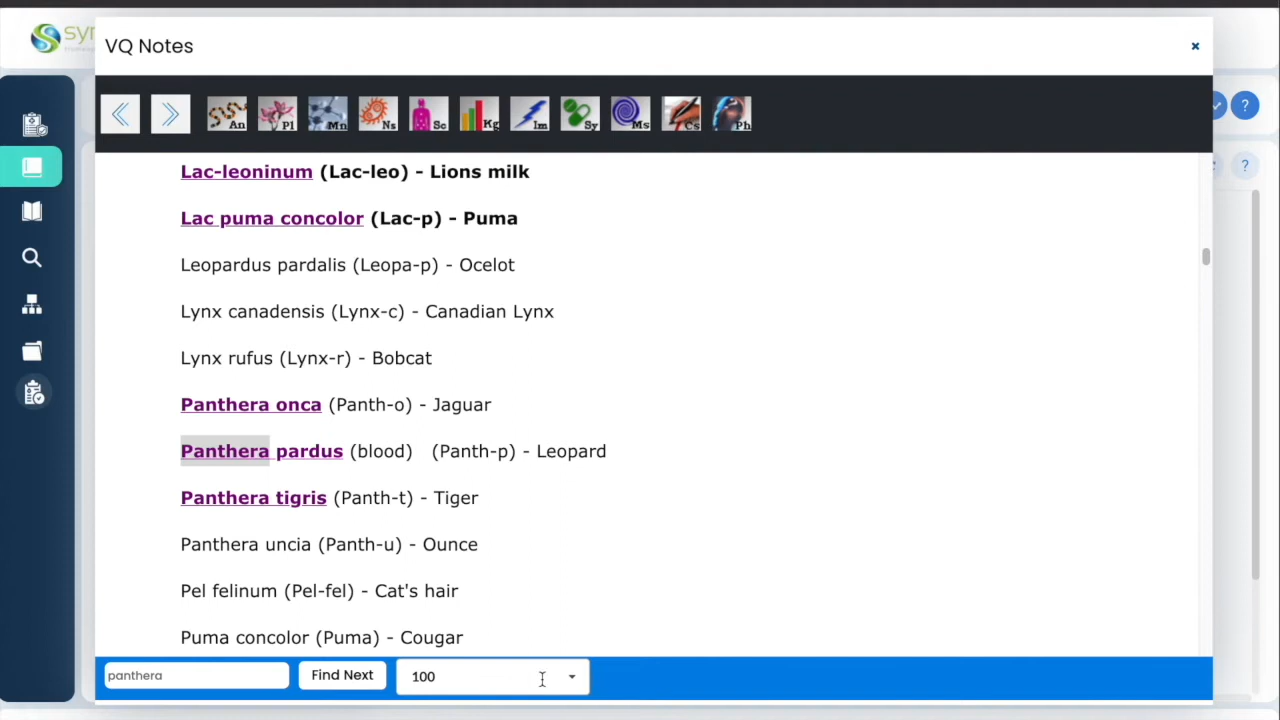 syn
VQ Notes
×
An Pl Mn Ns Sc Kg Im Sy Ms Cs Ph
?
?
Lac-leoninum (Lac-leo) - Lions milk
Lac puma concolor (Lac-p) - Puma
Leopardus pardalis (Leopa-p) - Ocelot
Lynx canadensis (Lynx-c) - Canadian Lynx
Lynx rufus (Lynx-r) - Bobcat
Panthera onca (Panth-o) - Jaguar
Panthera pardus (blood) (Panth-p) - Leopard
Panthera tigris (Panth-t) - Tiger
Panthera uncia (Panth-u) - Ounce
Pel felinum (Pel-fel) - Cat's hair
Puma concolor (Puma) - Cougar
panthera Find Next 100